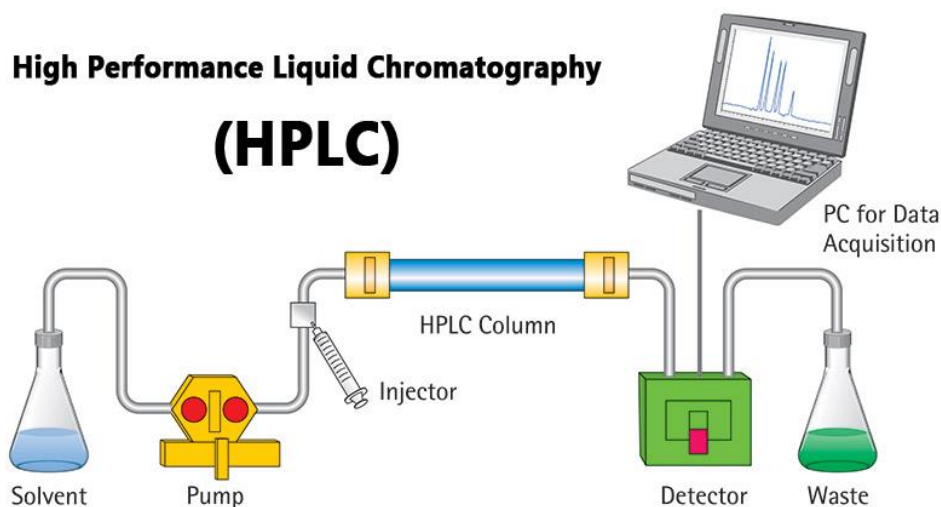 High Performance Liquid Chromatography
(HPLC)
PC for Data
Acquisition
HPLC Column
Injector
Solvent
Pump
Detector
Waste